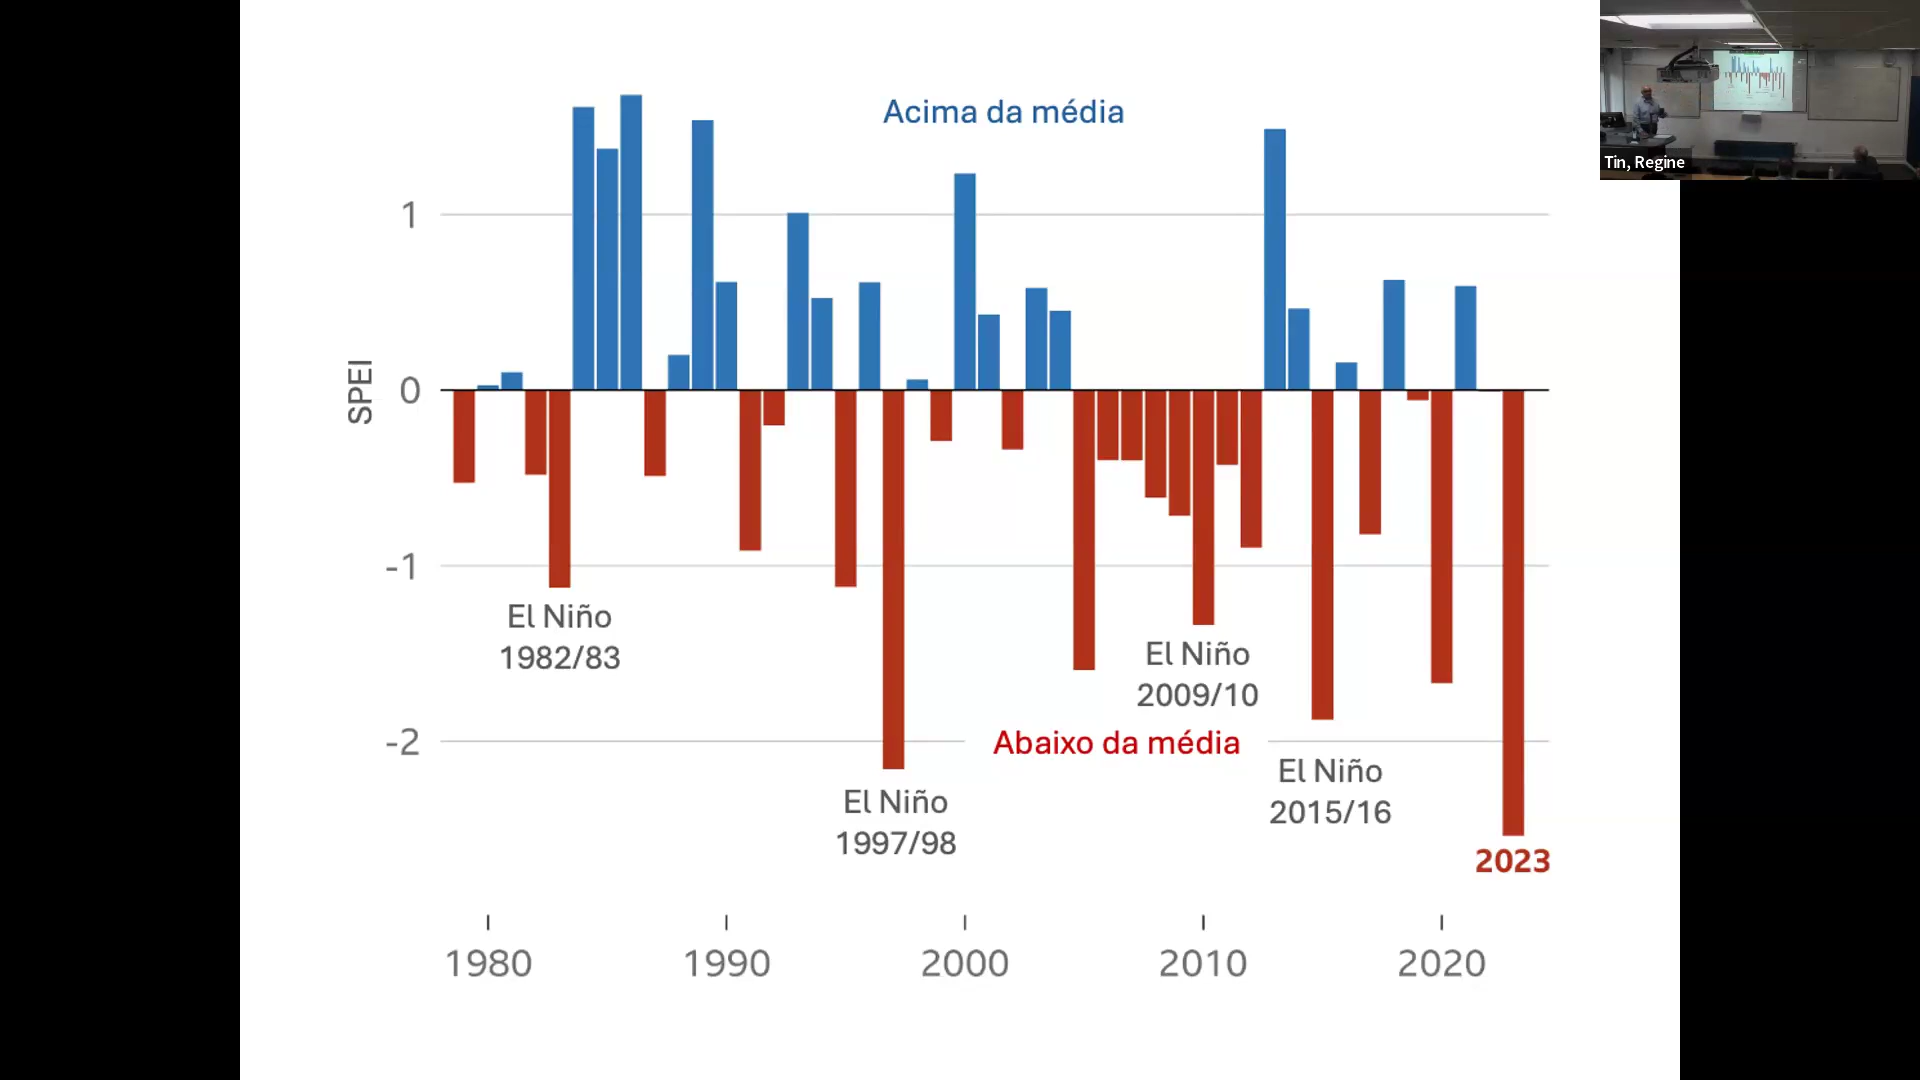 Acima da média
Tin, Regine
1
SPEI
0
-1
El Niño
1982/83
El Niño
2009/10
-2
Abaixo da média
El Niño
1997/98
El Niño
2015/16
2023
1980
1990
2000
2010
2020